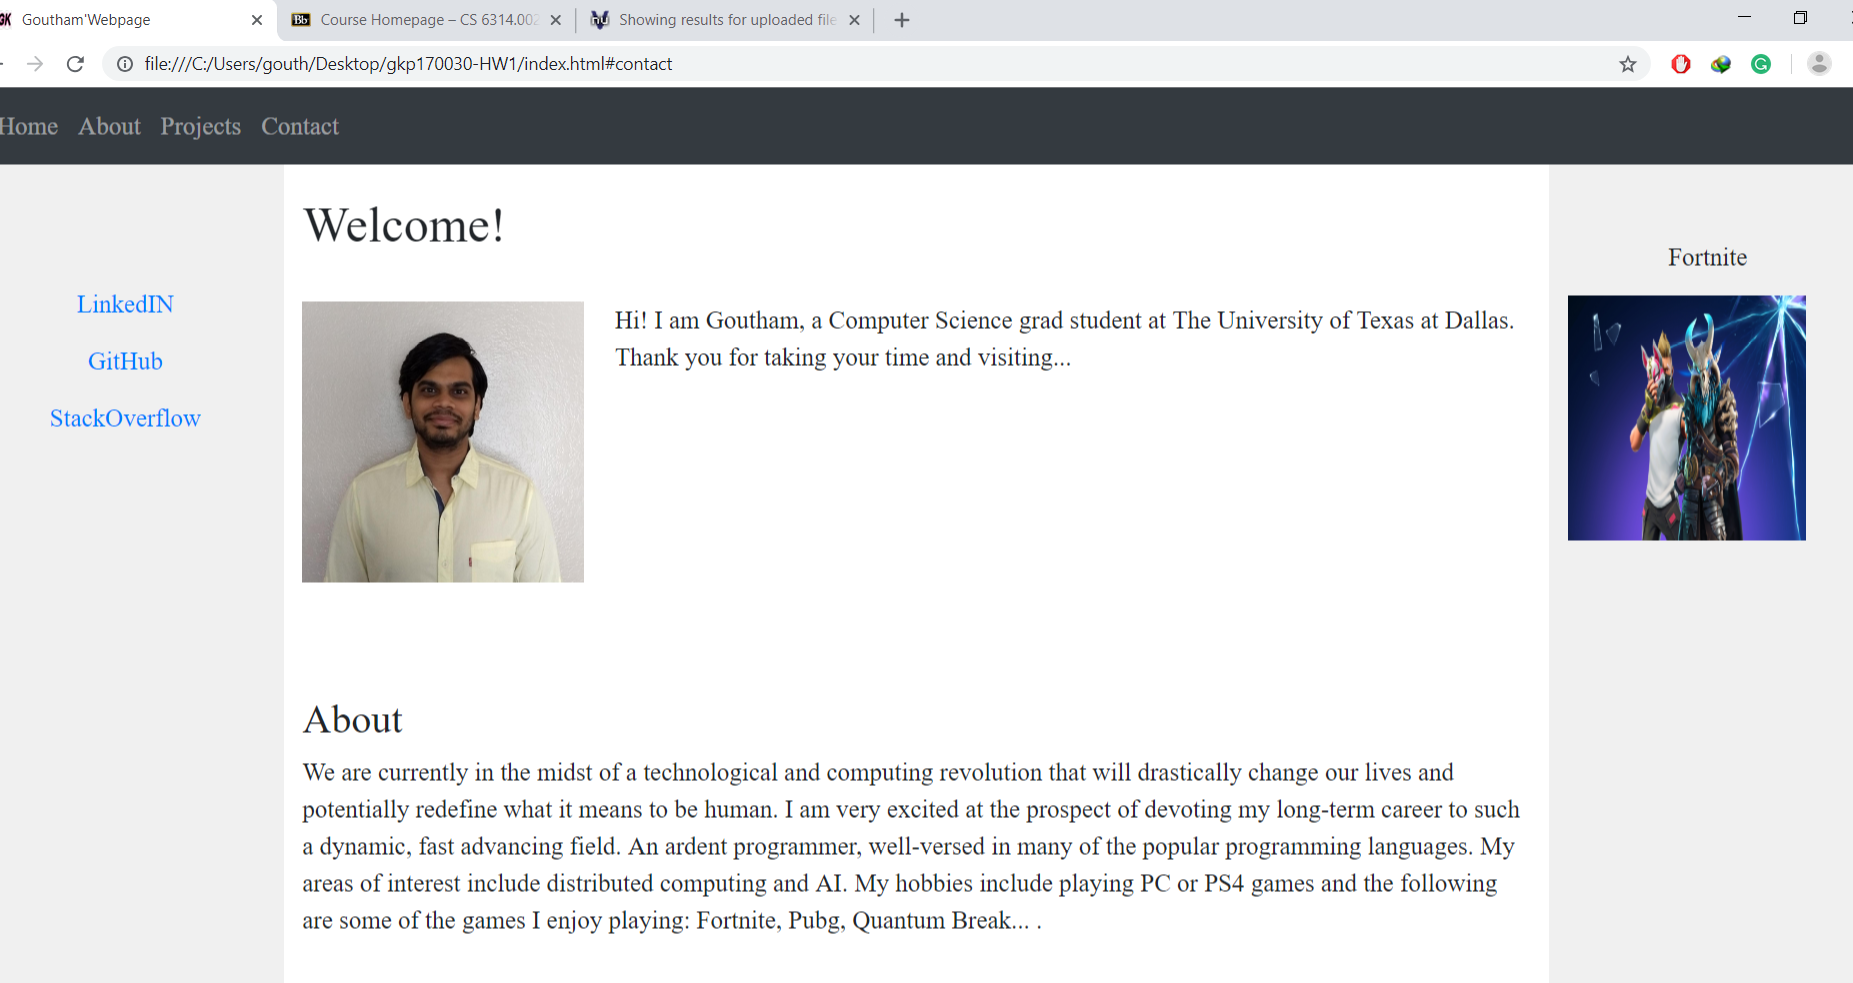 GK Goutham'Webpage
Bb Course Homepage – CS 6314.002
nu Showing results for uploaded file
file:///C:/Users/gouth/Desktop/gkp170030-HW1/index.html#contact
Home About Projects Contact
Welcome!
LinkedIN
GitHub
StackOverflow
Hi! I am Goutham, a Computer Science grad student at The University of Texas at Dallas.
Thank you for taking your time and visiting...
Fortnite
About
We are currently in the midst of a technological and computing revolution that will drastically change our lives and
potentially redefine what it means to be human. I am very excited at the prospect of devoting my long-term career to such
a dynamic, fast advancing field. An ardent programmer, well-versed in many of the popular programming languages. My
areas of interest include distributed computing and AI. My hobbies include playing PC or PS4 games and the following
are some of the games I enjoy playing: Fortnite, Pubg, Quantum Break... .